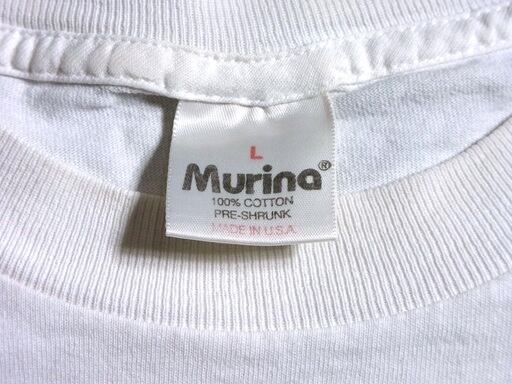 L
Murina®
100% COTTON
PRE-SHRUNK
MADE IN U.S.A.